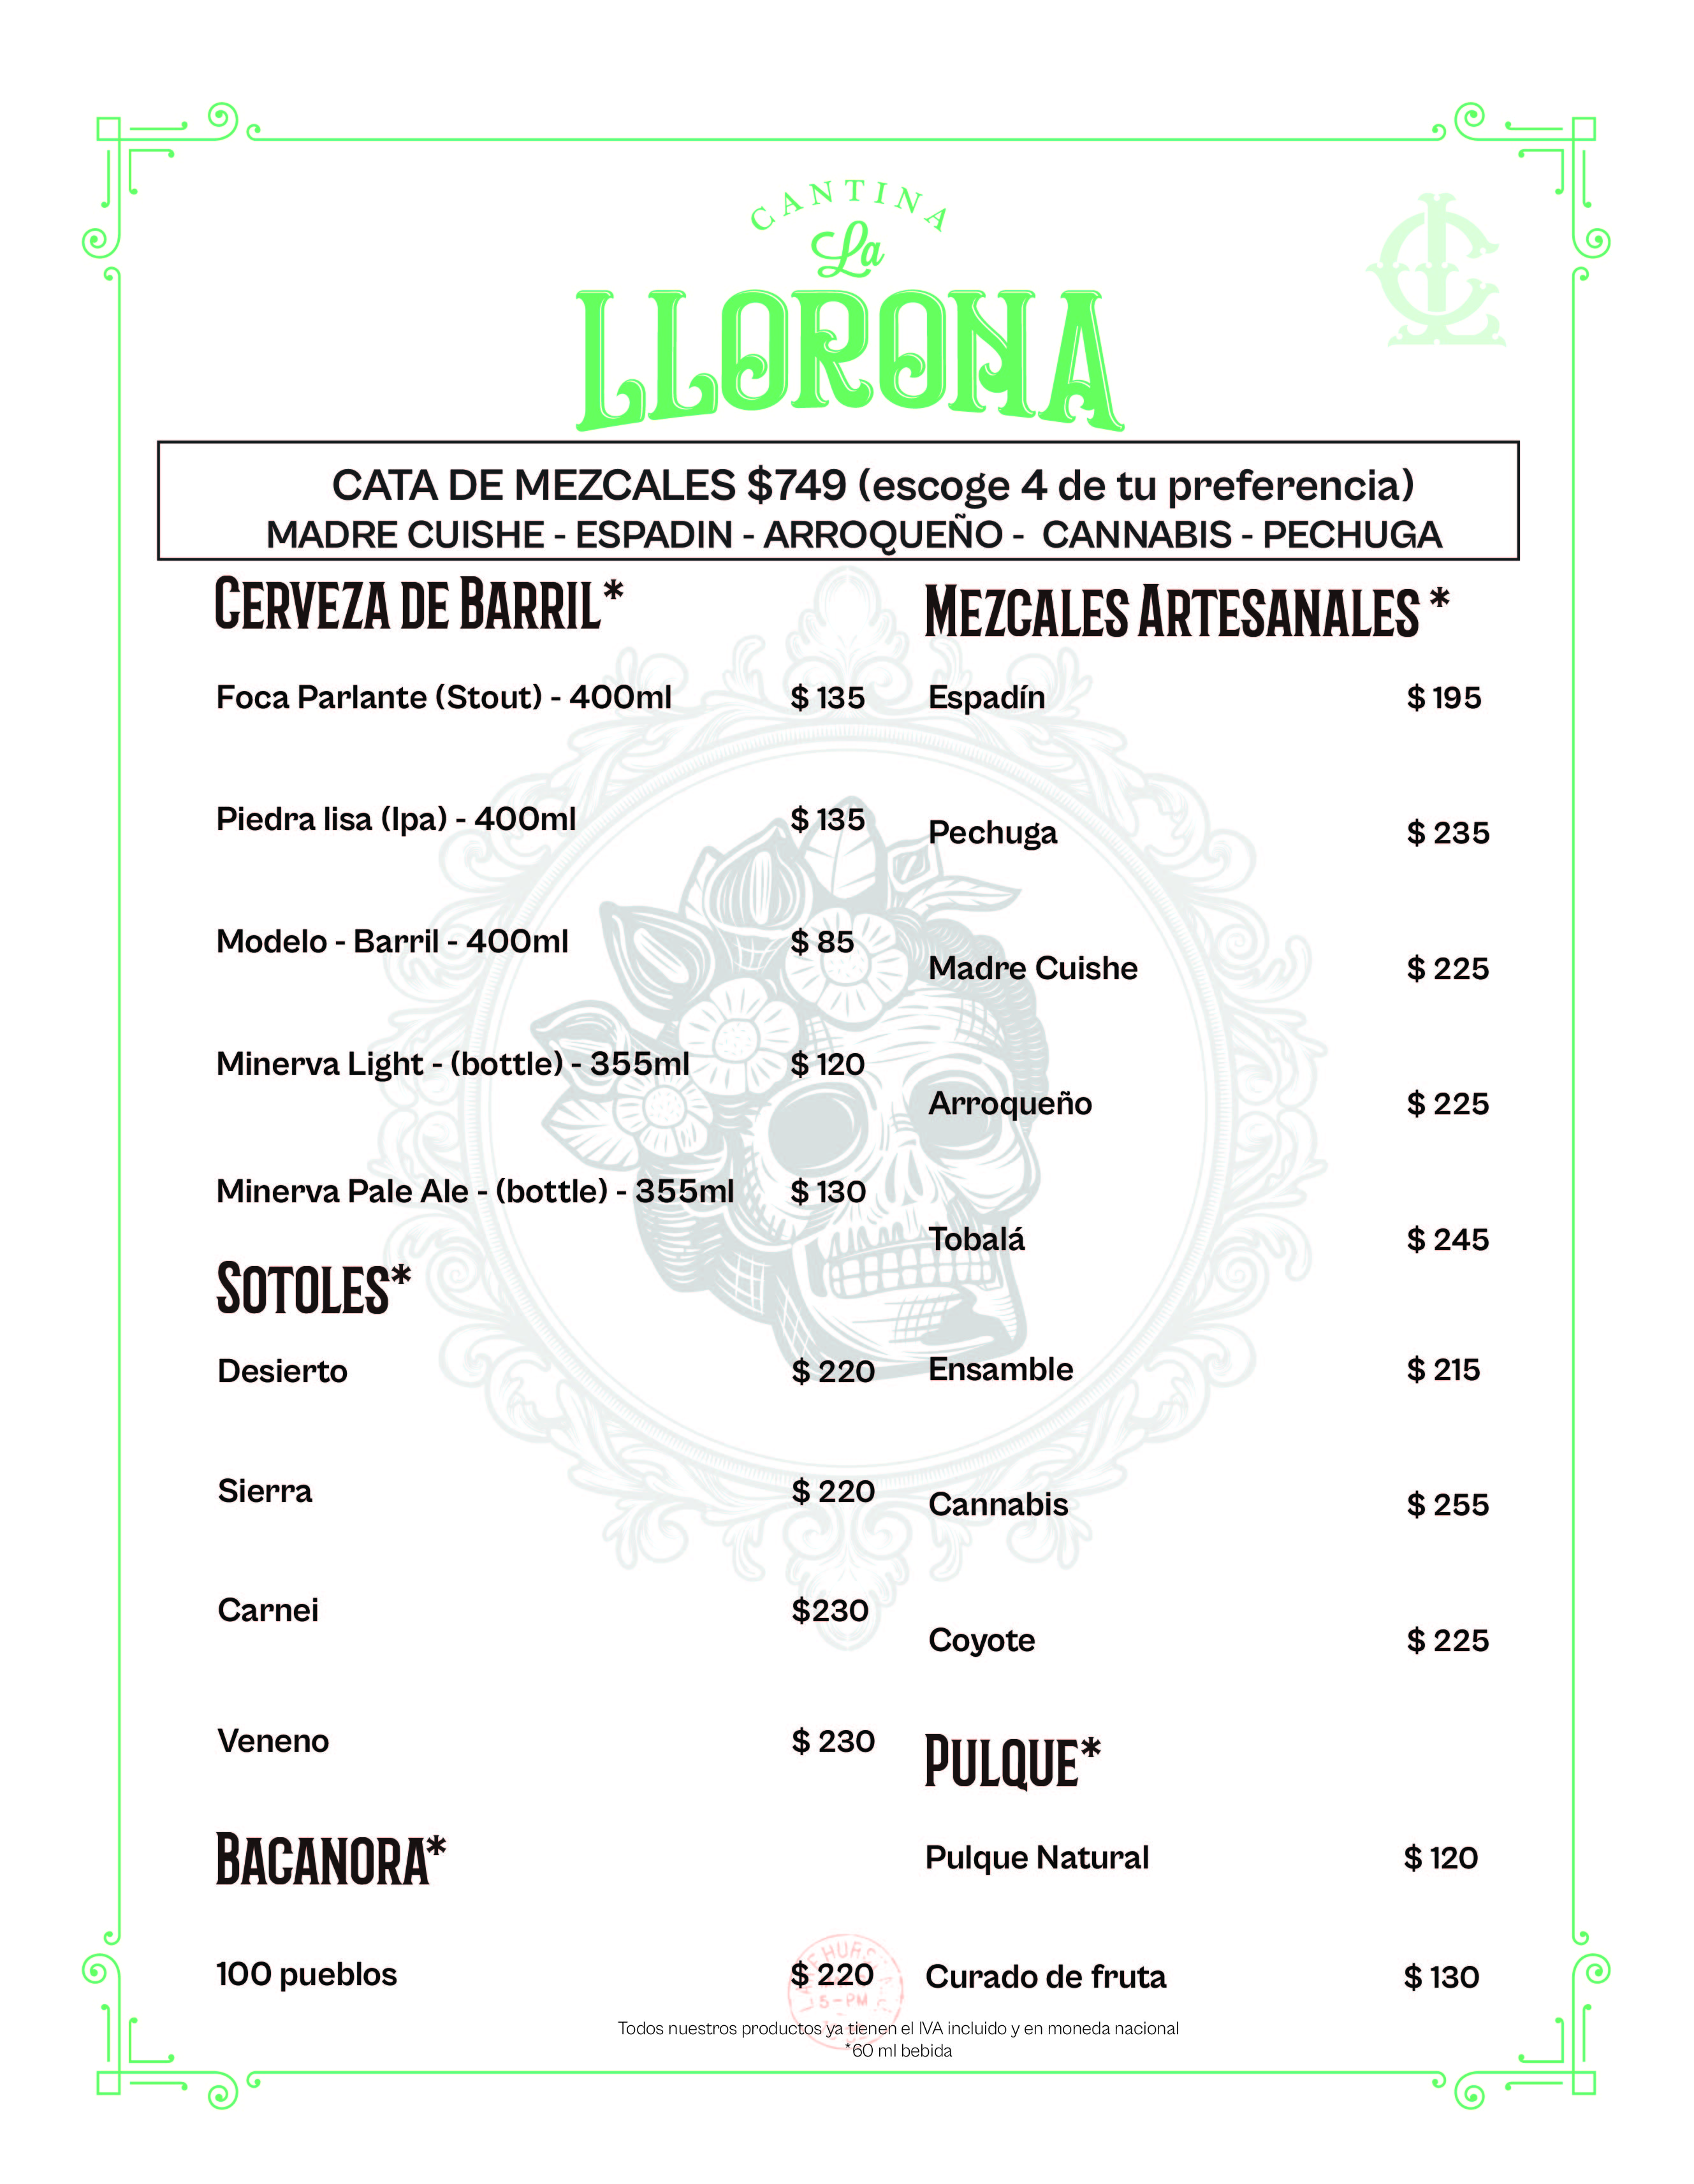 CANTINA
La
LLORONA
CATA DE MEZCALES $749 (escoge 4 de tu preferencia)
MADRE CUISHE - ESPADIN - ARROQUEÑO - CANNABIS - PECHUGA
CERVEZA DE BARRIL*
Foca Parlante (Stout) - 400ml $ 135
Piedra lisa (Ipa) - 400ml $ 135
Modelo - Barril - 400ml $ 85
Minerva Light - (bottle) - 355ml $ 120
Minerva Pale Ale - (bottle) - 355ml $ 130
SOTOLES*
Desierto $ 220
Sierra $ 220
Carnei $230
Veneno $ 230
BACANORA*
100 pueblos $ 220
MEZCALES ARTESANALES *
Espadín $ 195
Pechuga $ 235
Madre Cuishe $ 225
Arroqueño $ 225
Tobalá $ 245
Ensamble $ 215
Cannabis $ 255
Coyote $ 225
PULQUE*
Pulque Natural $ 120
Curado de fruta $ 130
5-PM
Todos nuestros productos ya tienen el IVA incluido y en moneda nacional
*60 ml bebida